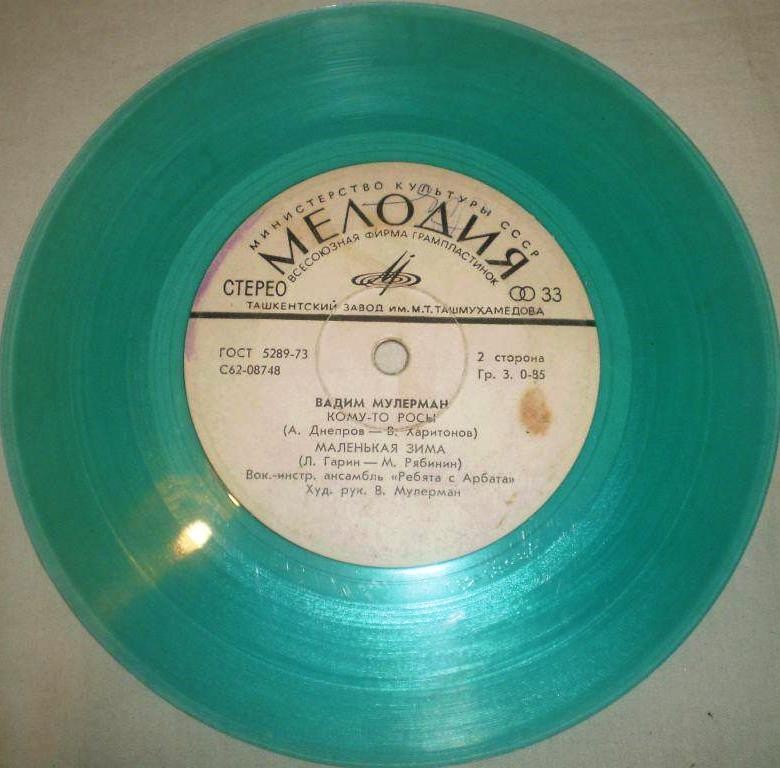 МИНИСТЕРСТВО КУЛЬТУРЫ СССР
МЕЛОДИЯ
ВСЕСОЮЗНАЯ ФИРМА ГРАМПЛАСТИНОК
СТЕРЕО
33
ТАШКЕНТСКИЙ ЗАВОД ИМ. М.Т. ТАШМУХАМЕДОВА
ГОСТ 5289-73
С62-08748
2 сторона
Гр. 3. 0-85
ВАДИМ МУЛЕРМАН
КОМУ-ТО РОСЫ
(А. Днепров — В. Харитонов)
МАЛЕНЬКАЯ ЗИМА
(Л. Гарин — М. Рябинин)
Вок.-инстр. ансамбль «Ребята с Арбата»
Худ. рук. В. Мулерман